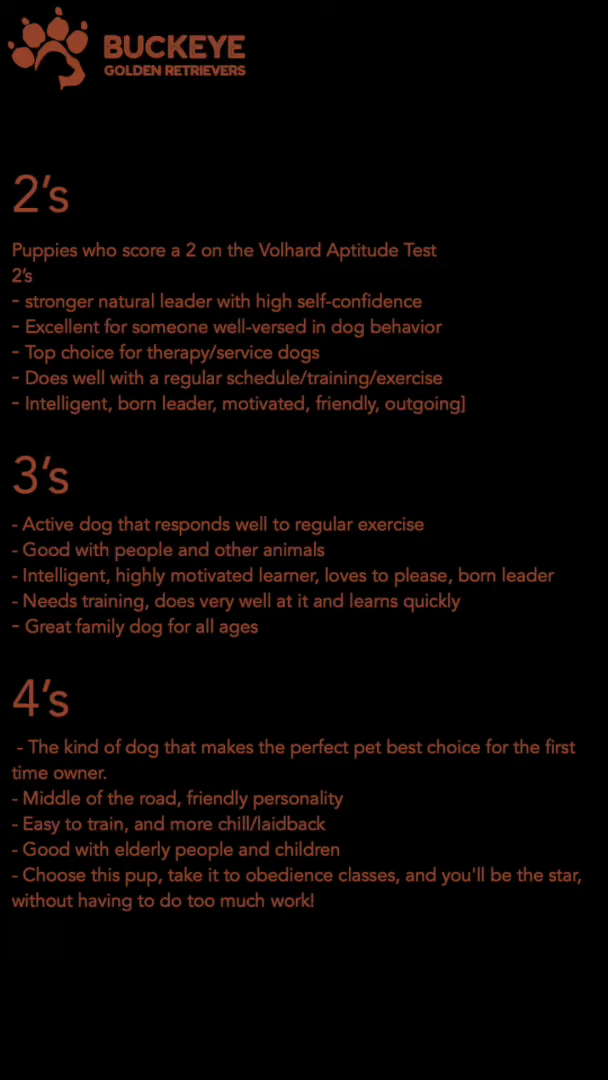 BUCKEYE
GOLDEN RETRIEVERS
2's
Puppies who score a 2 on the Volhard Aptitude Test
2's
- stronger natural leader with high self-confidence
- Excellent for someone well-versed in dog behavior
- Top choice for therapy/service dogs
- Does well with a regular schedule/training/exercise
- Intelligent, born leader, motivated, friendly, outgoing]
3's
- Active dog that responds well to regular exercise
- Good with people and other animals
- Intelligent, highly motivated learner, loves to please, born leader
- Needs training, does very well at it and learns quickly
- Great family dog for all ages
4's
- The kind of dog that makes the perfect pet best choice for the first
time owner.
- Middle of the road, friendly personality
- Easy to train, and more chill/laidback
- Good with elderly people and children
- Choose this pup, take it to obedience classes, and you'll be the star,
without having to do too much work!